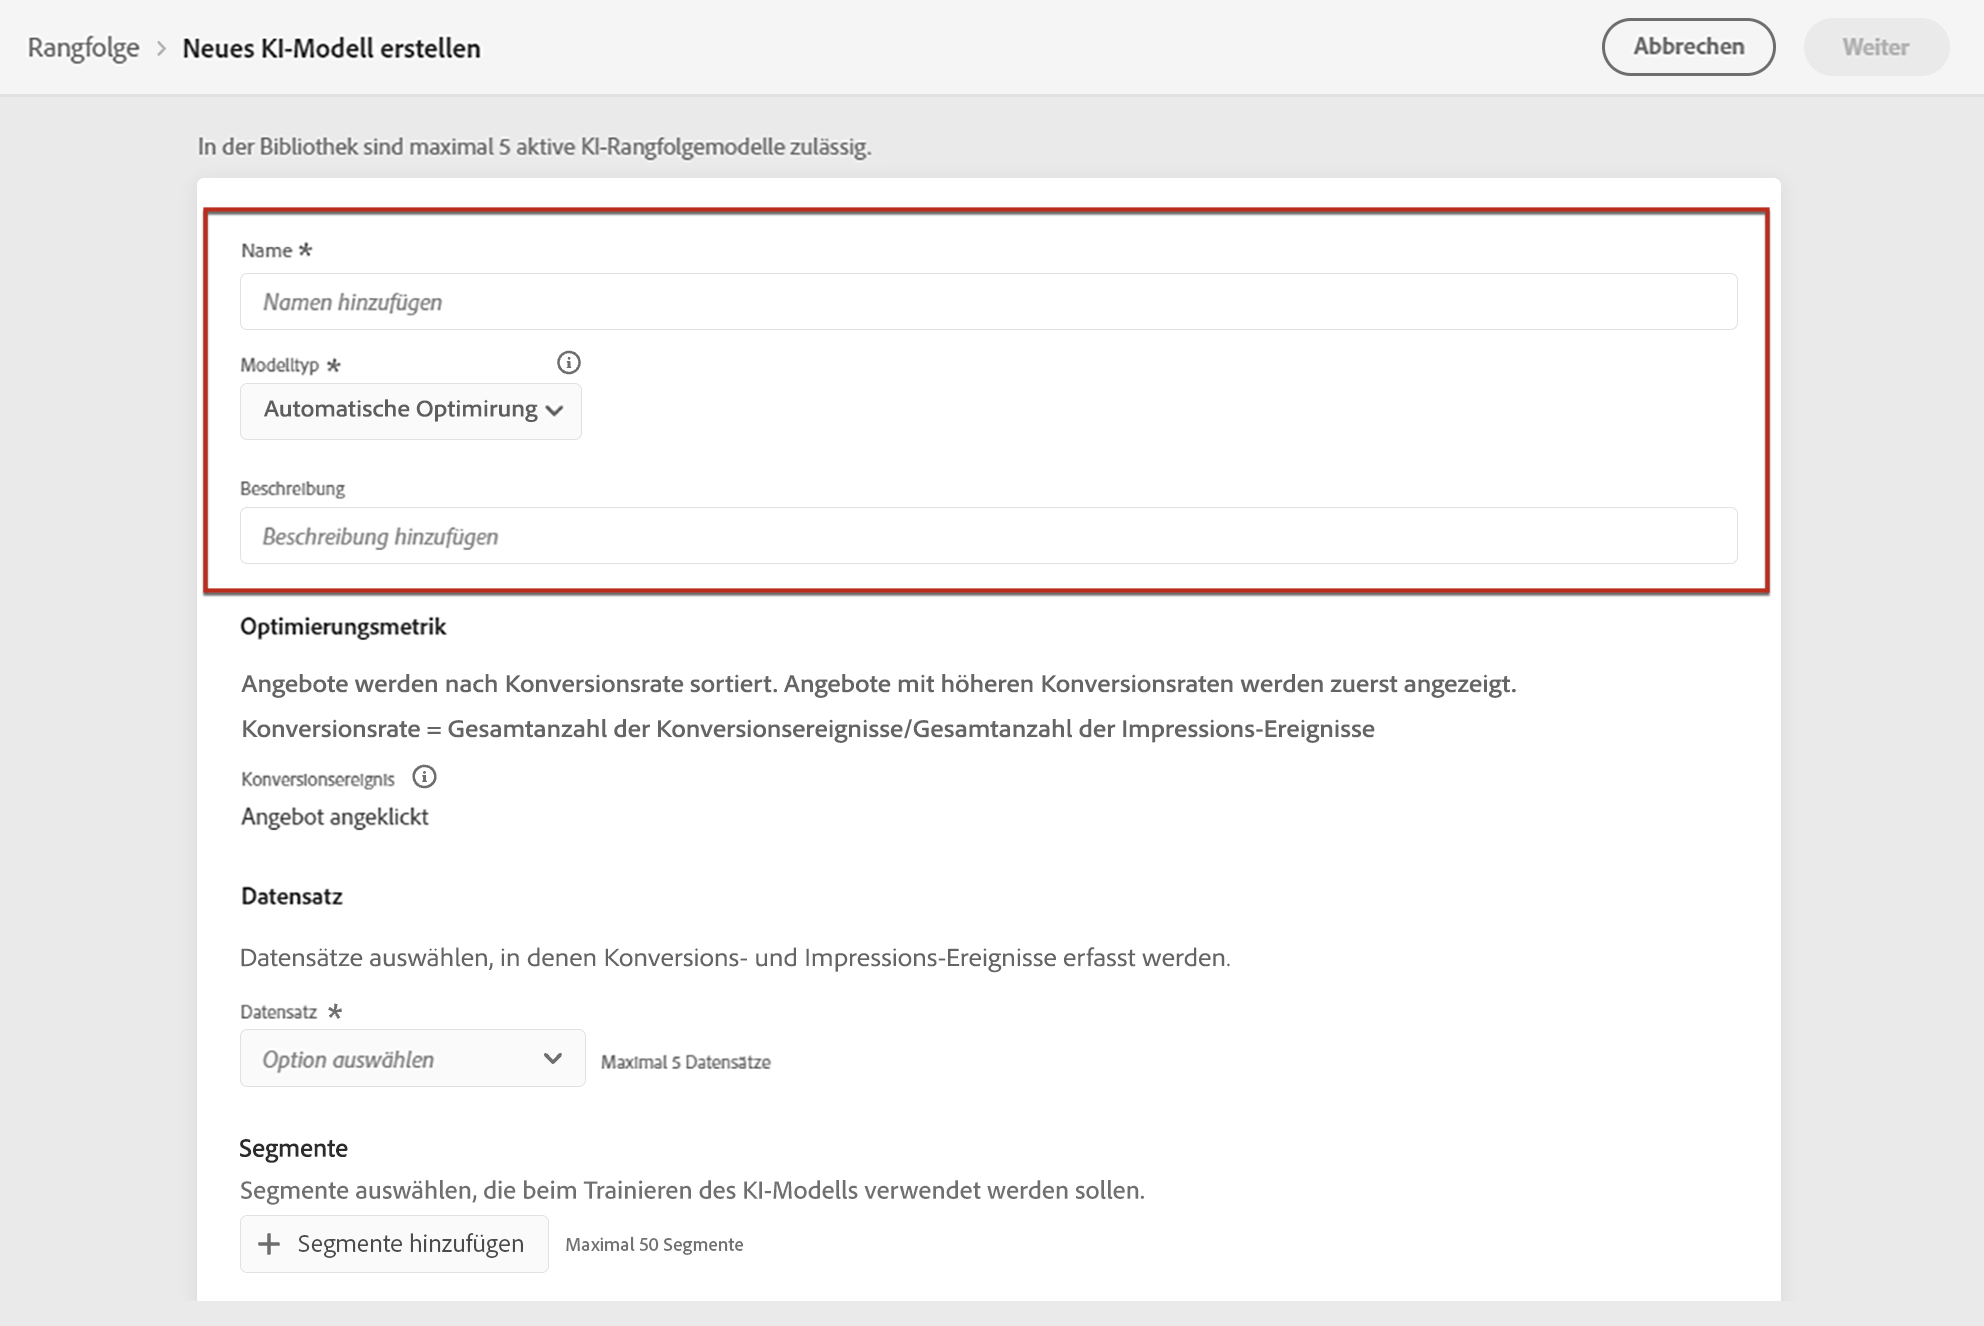 Rangfolge > Neues KI-Modell erstellen
Abbrechen
Weiter
In der Bibliothek sind maximal 5 aktive KI-Rangfolgemodelle zulässig.
Name *
Namen hinzufügen
Modelltyp *
Automatische Optimirung
Beschreibung
Beschreibung hinzufügen
Optimierungsmetrik
Angebote werden nach Konversionsrate sortiert. Angebote mit höheren Konversionsraten werden zuerst angezeigt.
Konversionsrate = Gesamtanzahl der Konversionsereignisse/Gesamtanzahl der Impressions-Ereignisse
Konversionsereignis
Angebot angeklickt
Datensatz
Datensätze auswählen, in denen Konversions- und Impressions-Ereignisse erfasst werden.
Datensatz *
Option auswählen
Maximal 5 Datensätze
Segmente
Segmente auswählen, die beim Trainieren des KI-Modells verwendet werden sollen.
+ Segmente hinzufügen
Maximal 50 Segmente